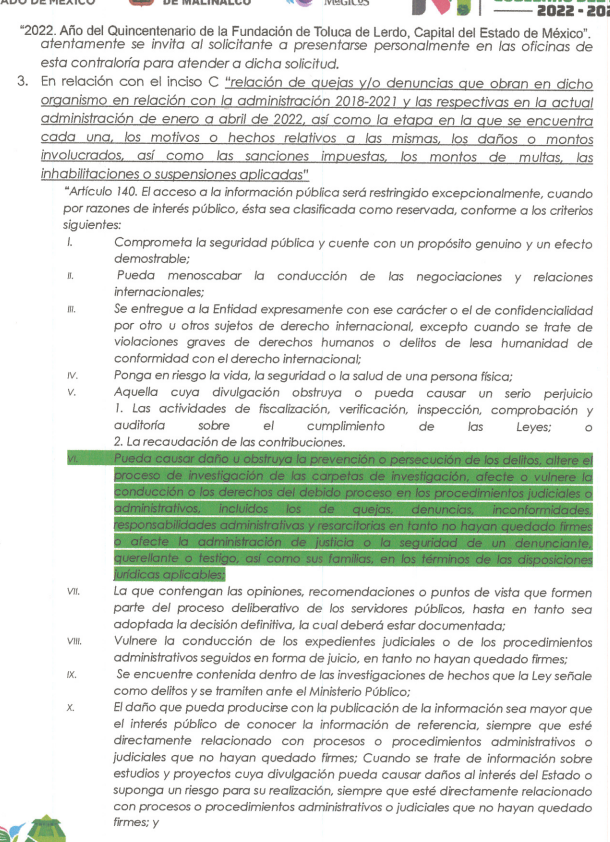 DE MALINALCO
2022 - 202
"2022. Año del Quincentenario de la Fundación de Toluca de Lerdo, Capital del Estado de México".
atentamente se invita al solicitante a presentarse personalmente en las oficinas de
esta contraloría para atender a dicha solicitud.
3. En relación con el inciso C "relación de quejas y/o denuncias que obran en dicho
organismo en relación con la administración 2018-2021 y las respectivas en la actual
administración de enero a abril de 2022, así como la etapa en la que se encuentra
cada una, los motivos o hechos relativos a las mismas, los daños o montos
involucrados, así como las sanciones impuestas, los montos de multas, las
inhabilitaciones o suspensiones aplicadas"
"Artículo 140. El acceso a la información pública será restringido excepcionalmente, cuando
por razones de interés público, ésta sea clasificada como reservada, conforme a los criterios
siguientes:
I. Comprometa la seguridad pública y cuente con un propósito genuino y un efecto
demostrable;
II. Pueda menoscabar la conducción de las negociaciones y relaciones
internacionales;
III. Se entregue a la Entidad expresamente con ese carácter o el de confidencialidad
por otro u otros sujetos de derecho internacional, excepto cuando se trate de
violaciones graves de derechos humanos o delitos de lesa humanidad de
conformidad con el derecho internacional;
IV. Ponga en riesgo la vida, la seguridad o la salud de una persona física;
V. Aquella cuya divulgación obstruya o pueda causar un serio perjuicio
1. Las actividades de fiscalización, verificación, inspección, comprobación y
auditoría sobre el cumplimiento de las Leyes; o
2. La recaudación de las contribuciones.
VI. Pueda causar daño u obstruya la prevención o persecución de los delitos, altere el
proceso de investigación de las carpetas de investigación, afecte o vulnere la
conducción o los derechos del debido proceso en los procedimientos judiciales o
administrativos, incluidos los de quejas, denuncias, inconformidades,
responsabilidades administrativas y resarcitorias en tanto no hayan quedado firmes
o afecte la administración de justicia o la seguridad de un denunciante,
querellante o testigo, así como sus familias, en los términos de las disposiciones
jurídicas aplicables;
VII. La que contengan las opiniones, recomendaciones o puntos de vista que formen
parte del proceso deliberativo de los servidores públicos, hasta en tanto sea
adoptada la decisión definitiva, la cual deberá estar documentada;
VIII. Vulnere la conducción de los expedientes judiciales o de los procedimientos
administrativos seguidos en forma de juicio, en tanto no hayan quedado firmes;
IX. Se encuentre contenida dentro de las investigaciones de hechos que la Ley señale
como delitos y se tramiten ante el Ministerio Público;
X. El daño que pueda producirse con la publicación de la información sea mayor que
el interés público de conocer la información de referencia, siempre que esté
directamente relacionado con procesos o procedimientos administrativos o
judiciales que no hayan quedado firmes; Cuando se trate de información sobre
estudios y proyectos cuya divulgación pueda causar daños al interés del Estado o
suponga un riesgo para su realización, siempre que esté directamente relacionado
con procesos o procedimientos administrativos o judiciales que no hayan quedado
firmes; y